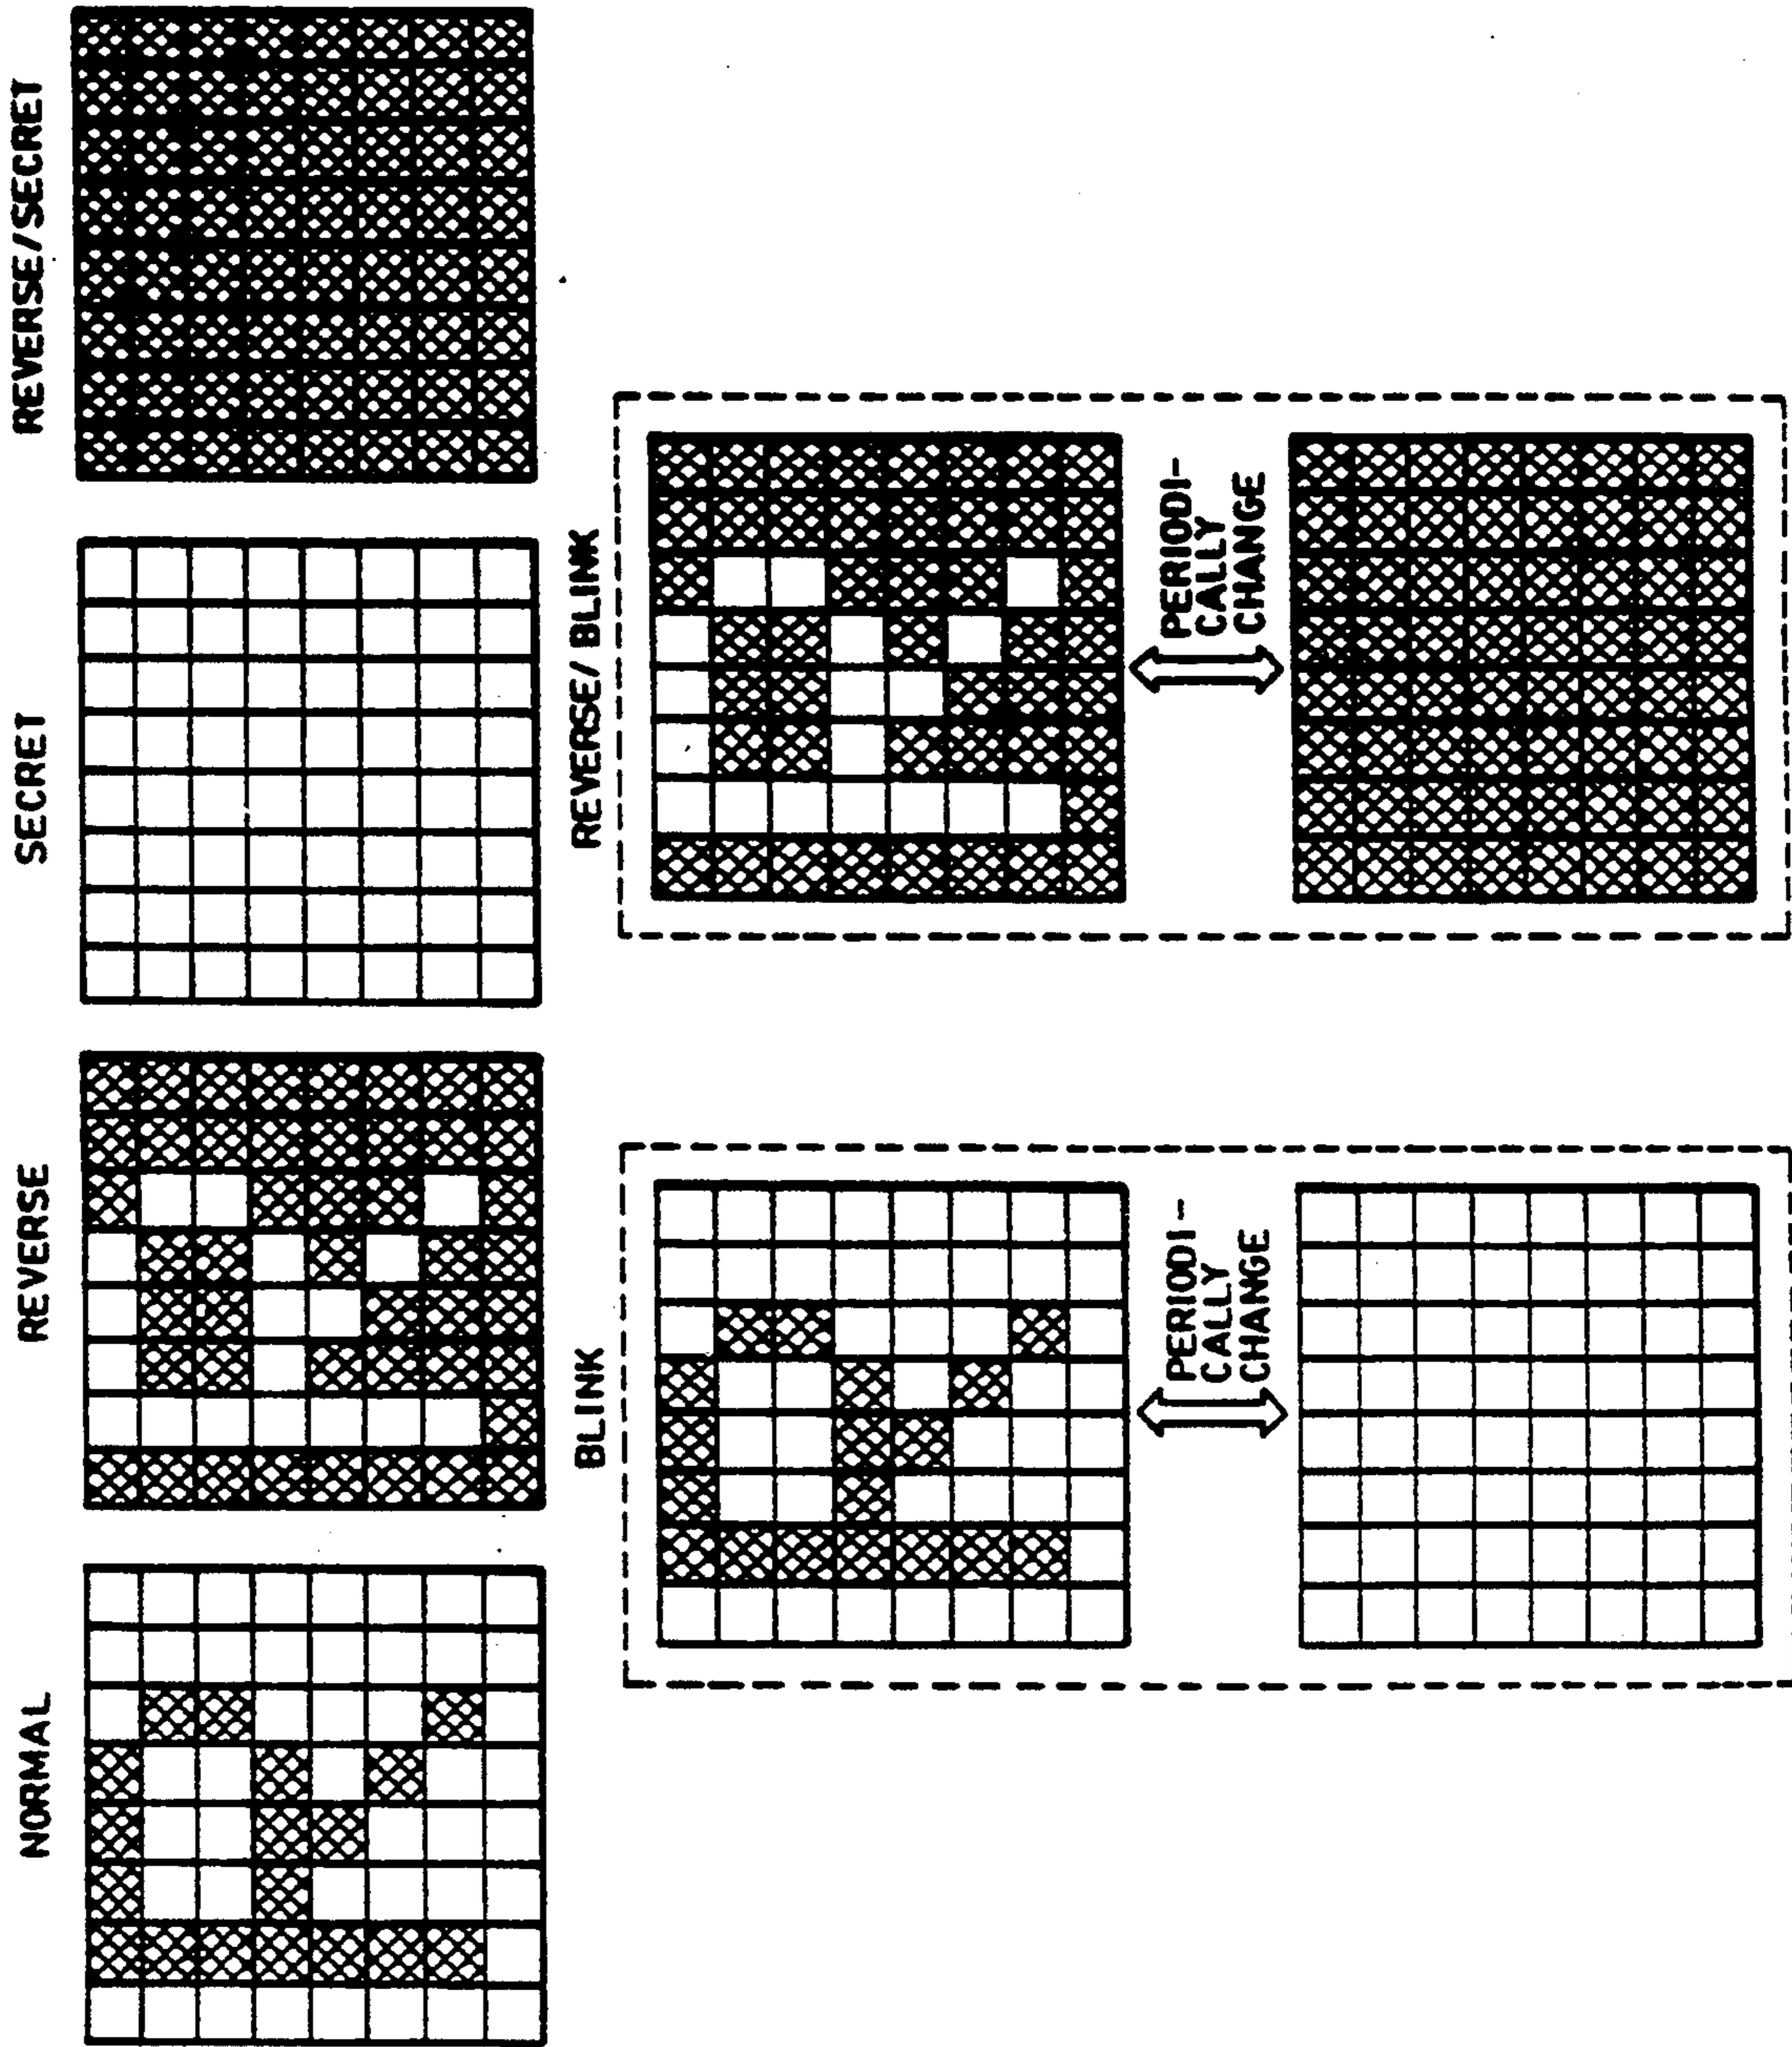 NORMAL
REVERSE
SECRET
REVERSE/SECRET
BLINK
PERIODI-
CALLY
CHANGE
REVERSE/BLINK
PERIODI-
CALLY
CHANGE